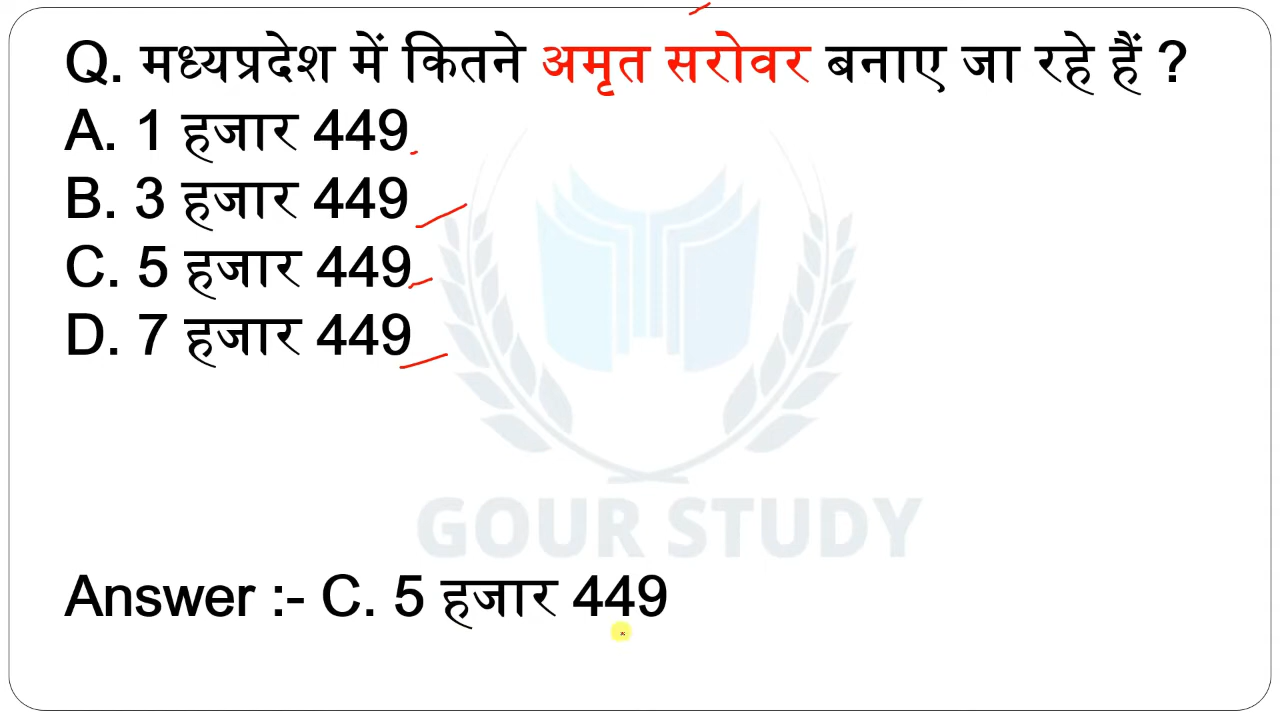 Q. मध्यप्रदेश में कितने अमृत सरोवर बनाए जा रहे हैं ?
A. 1 हजार 449
B. 3 हजार 449
C. 5 हजार 449
D. 7 हजार 449
GOUR STUDY
Answer :- C. 5 हजार 449